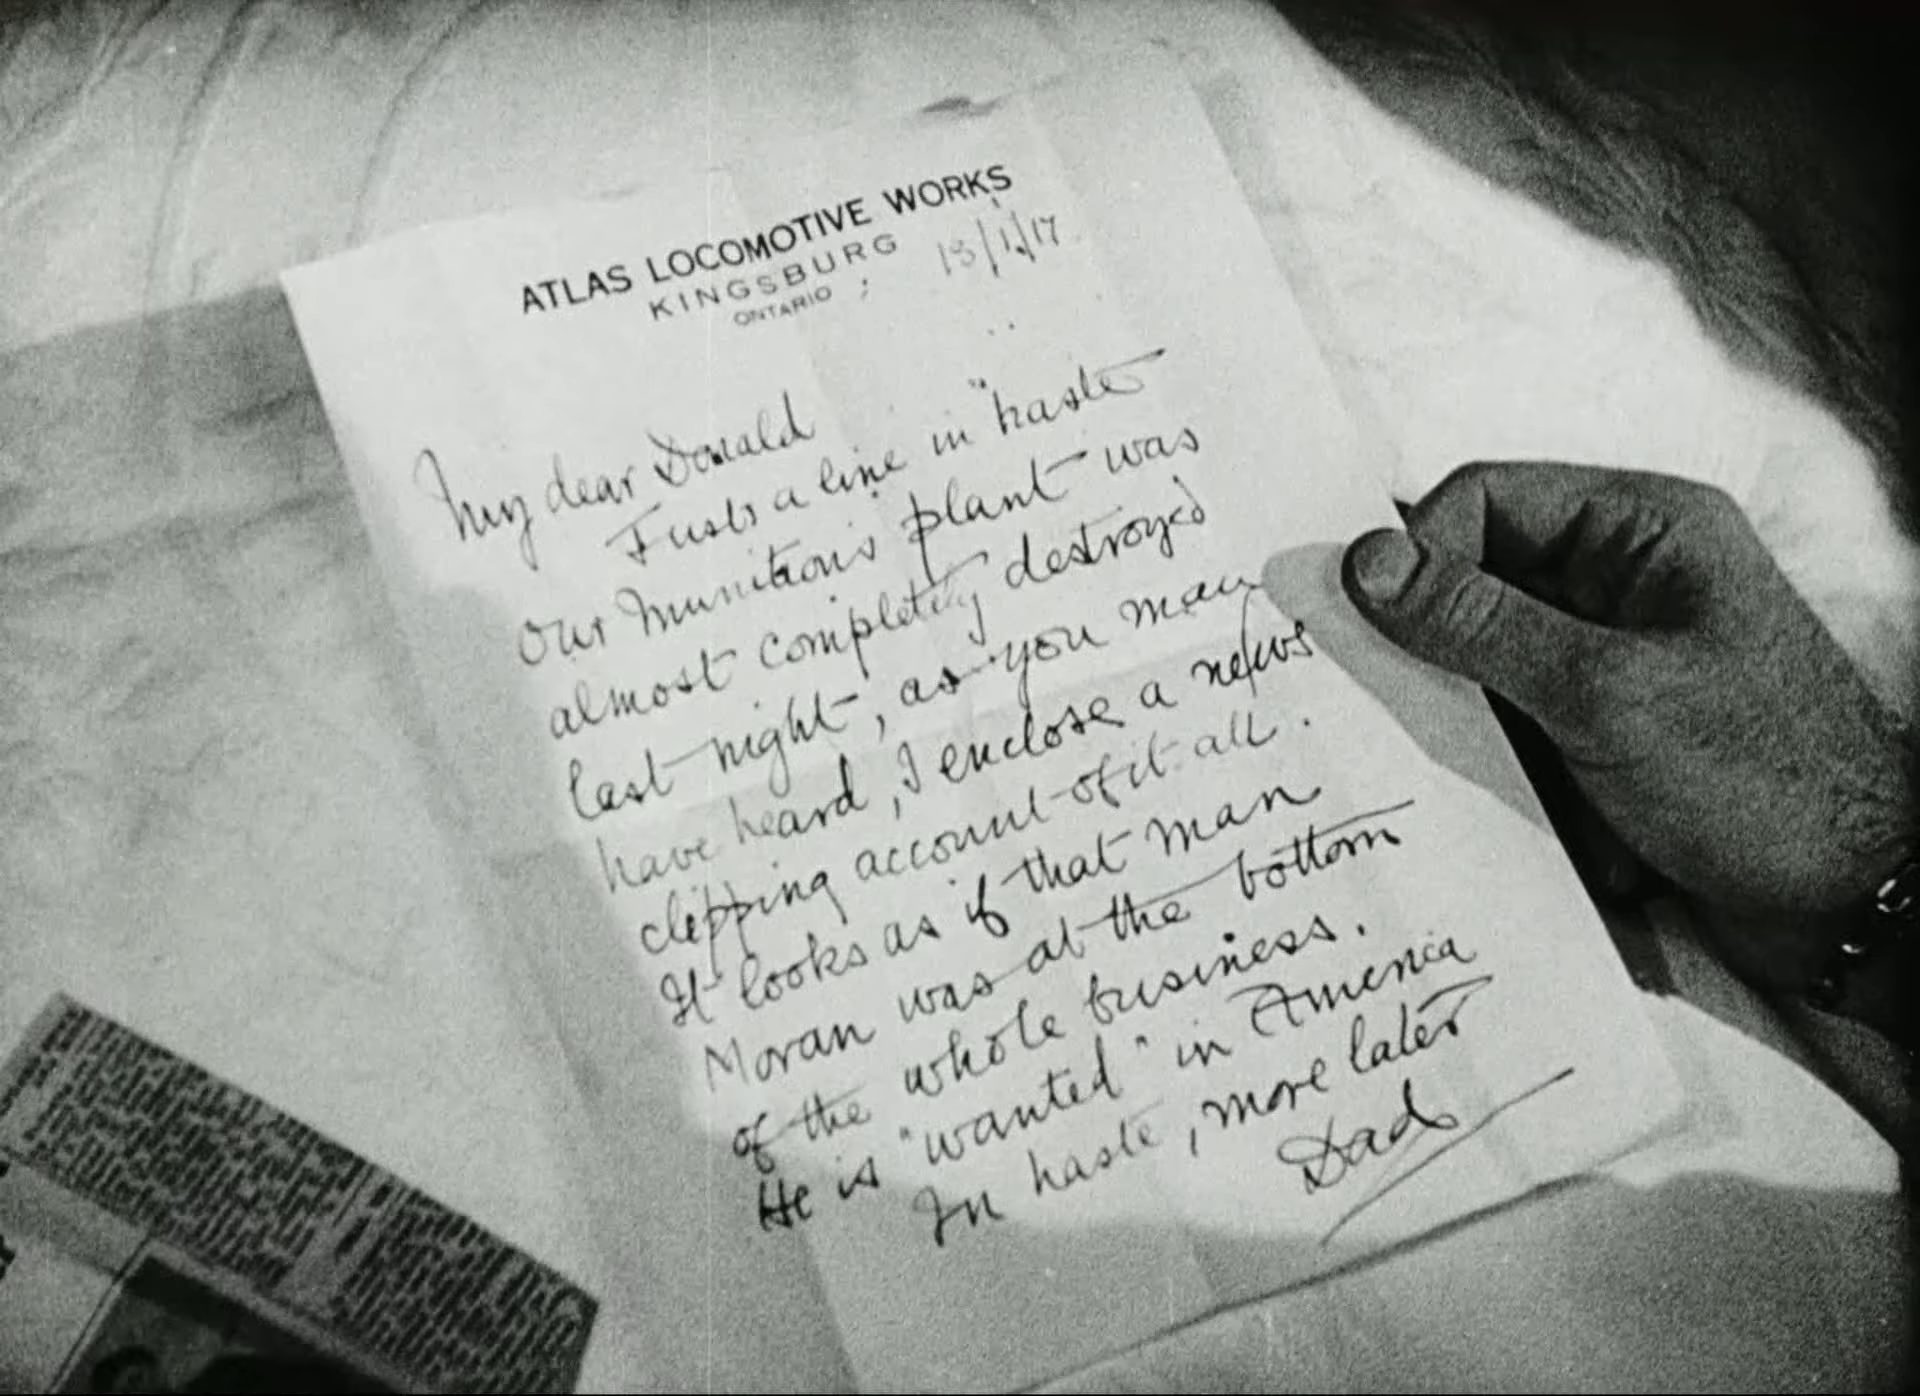 ATLAS LOCOMOTIVE WORKS
KINGSBURG
ONTARIO
18/1/17
My dear Donald
Just a line in haste
our munitions plant was
almost completely destroyed
last night, as you may
have heard, I enclose a news
clipping account of it all.
It looks as if that man
Moran was at the bottom
of the whole business.
He is "wanted" in America
In haste, more later
Dad